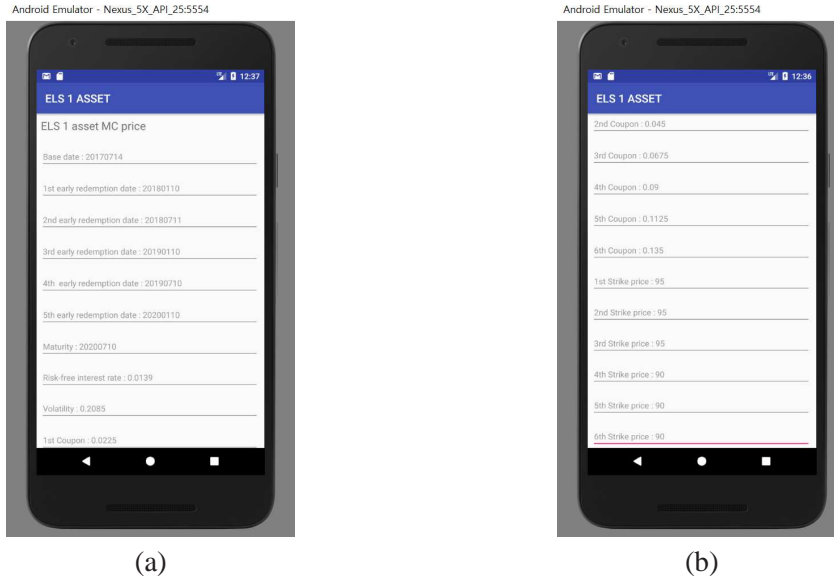 Android Emulator - Nexus_5X_API_25:5554
12:37
ELS 1 ASSET
ELS 1 asset MC price
Base date : 20170714
1st early redemption date : 20180110
2nd early redemption date : 20180711
3rd early redemption date : 20190110
4th  early redemption date : 20190710
5th early redemption date : 20200110
Maturity : 20200710
Risk-free interest rate : 0.0139
Volatility : 0.2085
1st Coupon : 0.0225
(a)
Android Emulator - Nexus_5X_API_25:5554
12:36
ELS 1 ASSET
2nd Coupon : 0.045
3rd Coupon : 0.0675
4th Coupon : 0.09
5th Coupon : 0.1125
6th Coupon : 0.135
1st Strike price : 95
2nd Strike price : 95
3rd Strike price : 95
4th Strike price : 90
5th Strike price : 90
6th Strike price : 90
(b)